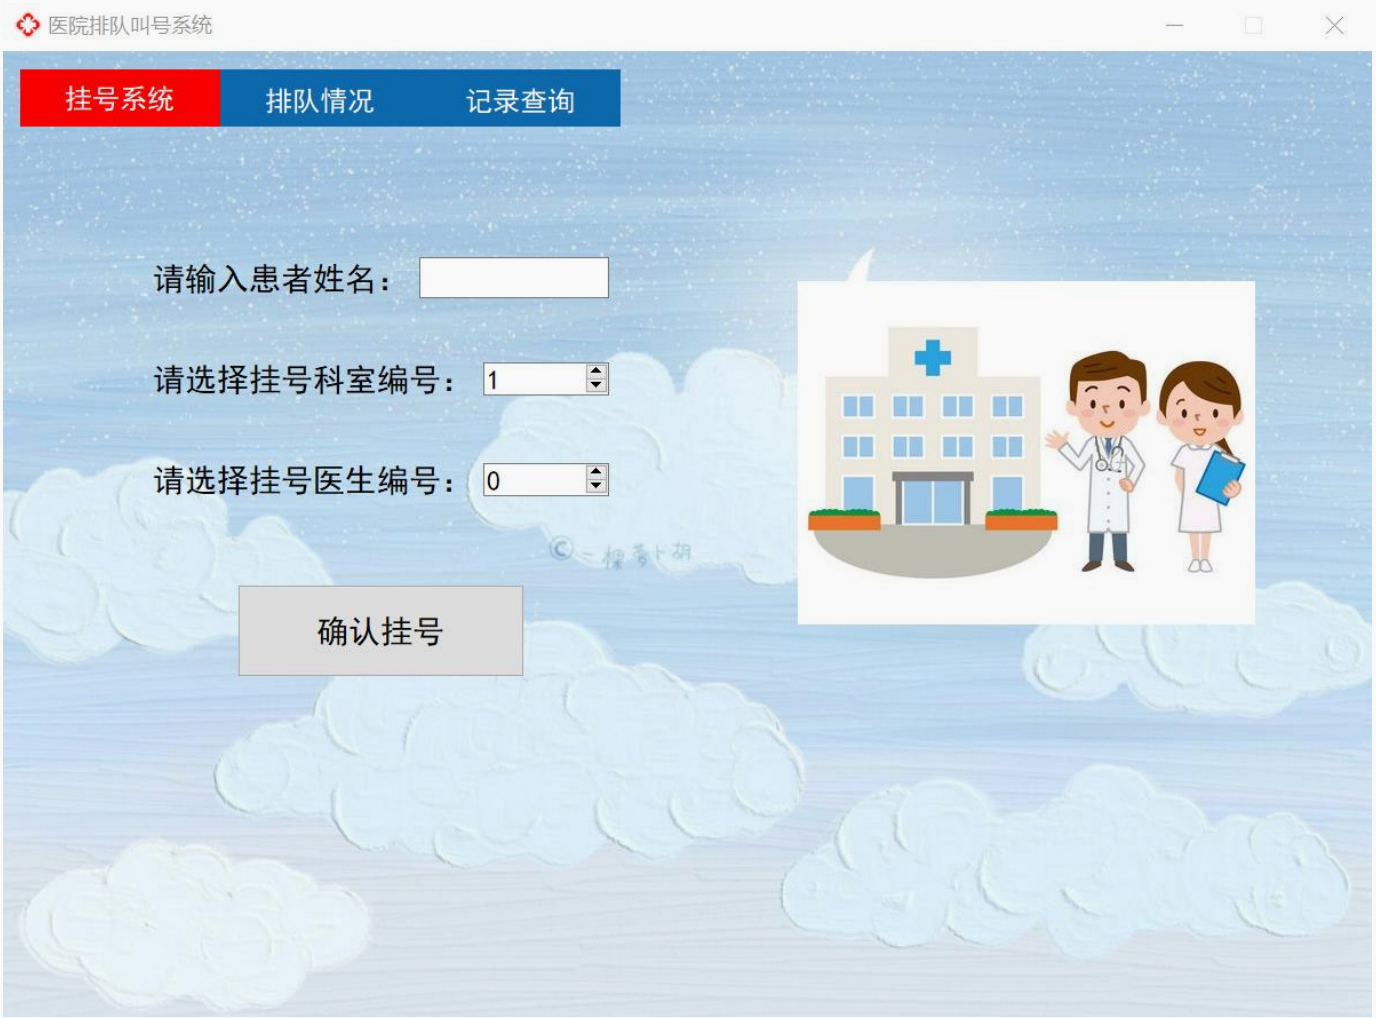 医院排队叫号系统
挂号系统 排队情况 记录查询
请输入患者姓名：
请选择挂号科室编号： 1
请选择挂号医生编号： 0
©一棵萝卜胡
确认挂号